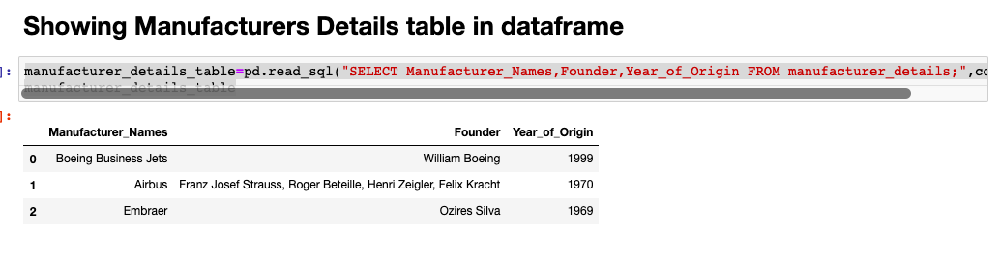 Showing Manufacturers Details table in dataframe
]: manufacturer_details_table=pd.read_sql("SELECT Manufacturer_Names,Founder,Year_of_Origin FROM manufacturer_details;",co
manufacturer_details_table
]:
Manufacturer_Names Founder Year_of_Origin
0 Boeing Business Jets William Boeing 1999
1 Airbus Franz Josef Strauss, Roger Beteille, Henri Zeigler, Felix Kracht 1970
2 Embraer Ozires Silva 1969